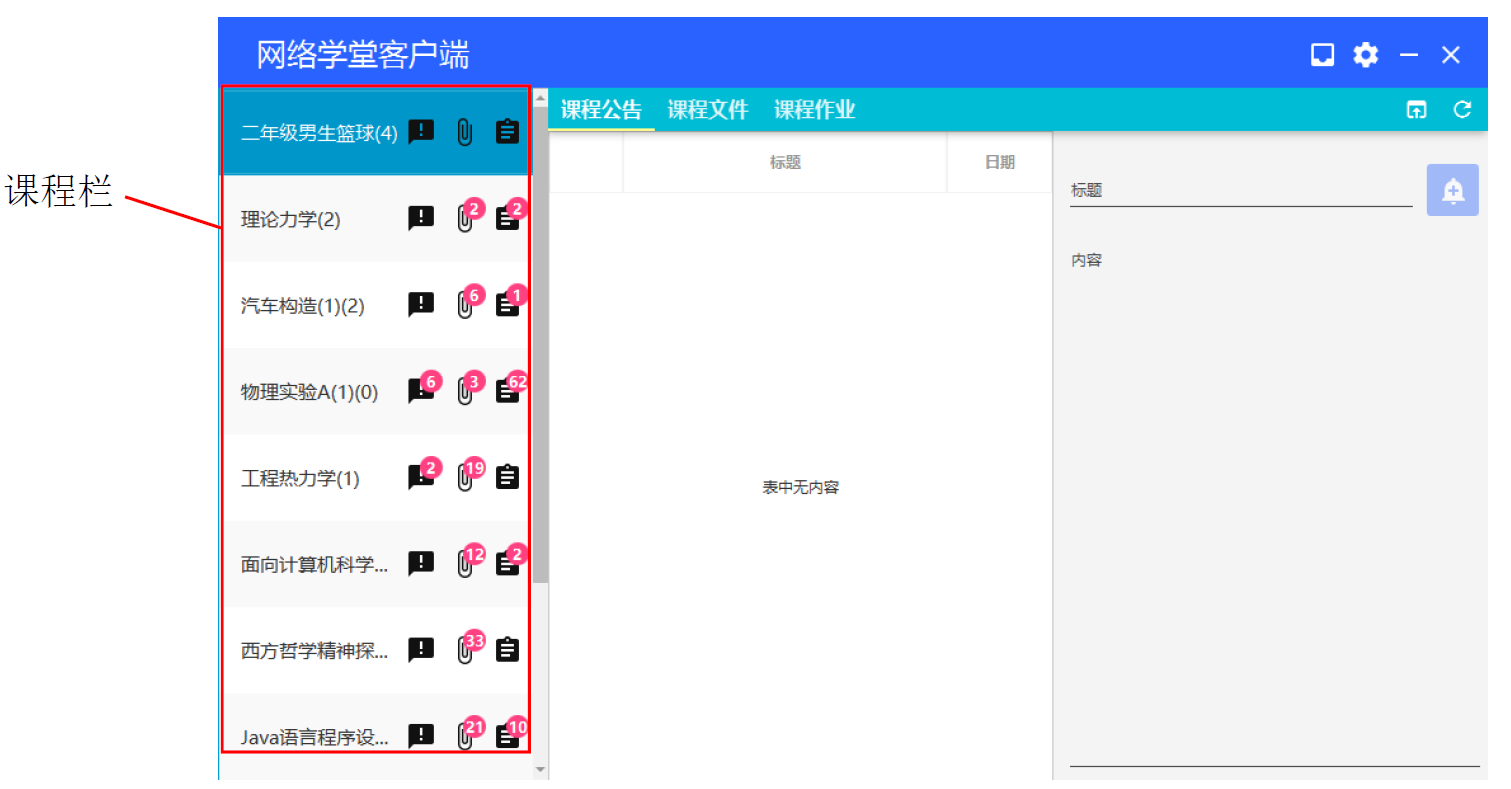 网络学堂客户端
课程栏
二年级男生篮球(4)
理论力学(2)
2
2
汽车构造(1)(2)
6
1
物理实验A(1)(0)
6
3
62
工程热力学(1)
2
19
面向计算机科学...
12
2
西方哲学精神探...
33
Java语言程序设...
21
10
课程公告 课程文件 课程作业
标题 日期
表中无内容
标题
内容